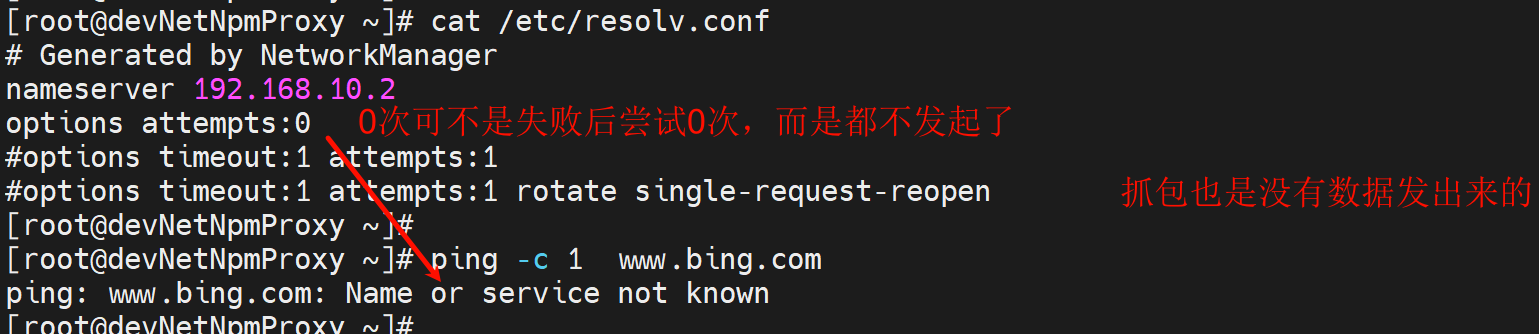 [root@devNetNpmProxy ~]# cat /etc/resolv.conf
# Generated by NetworkManager
nameserver 192.168.10.2
options attempts:0 0次可不是失败后尝试0次，而是都不发起了
#options timeout:1 attempts:1
#options timeout:1 attempts:1 rotate single-request-reopen 抓包也是没有数据发出来的
[root@devNetNpmProxy ~]#
[root@devNetNpmProxy ~]# ping -c 1  www.bing.com
ping: www.bing.com: Name or service not known
[root@devNetNpmProxy ~]#